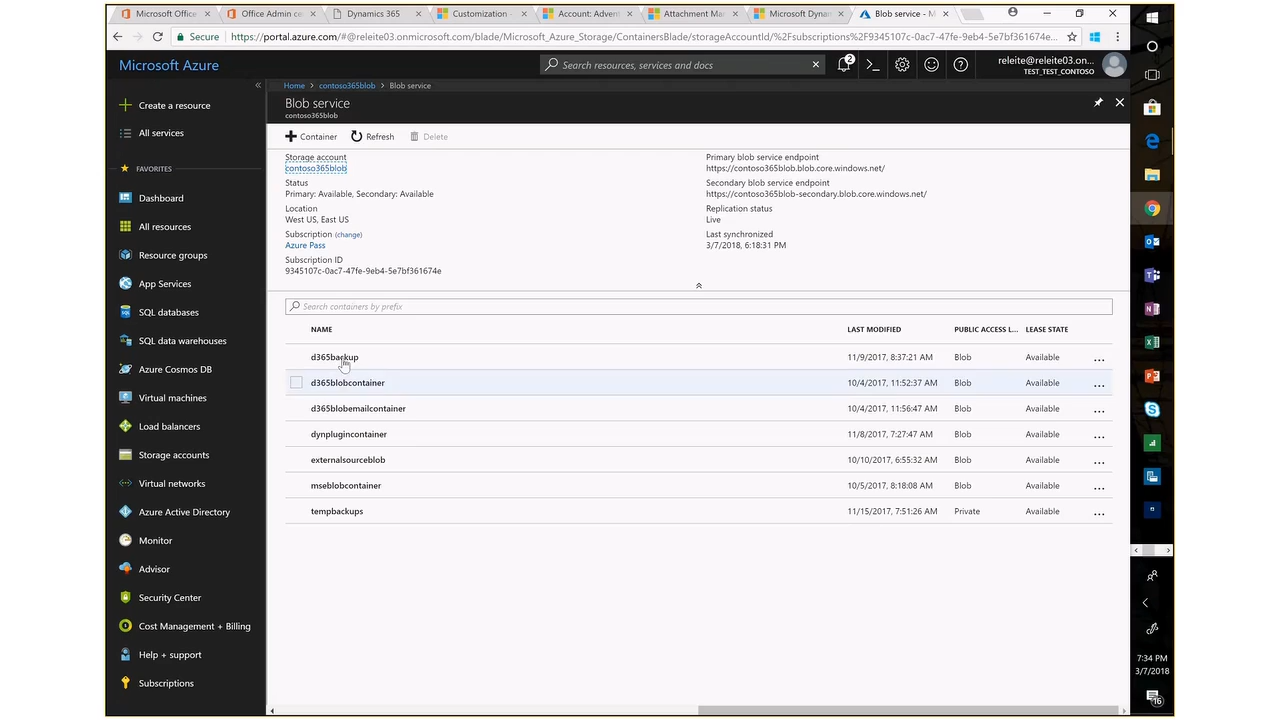 Microsoft Office
Office Admin ce
Dynamics 365
Customization -
Account: Adven
Attachment Ma
Microsoft Dyna
Blob service - M
Secure
https://portal.azure.com/#@releite03.onmicrosoft.com/blade/Microsoft_Azure_Storage/ContainersBlade/storageAccountId/%2Fsubscriptions%2F9345107c-0ac7-47fe-9eb4-5e7bf361674e%...
Microsoft Azure
Search resources, services and docs
2
releite@releite03.on...
TEST_TEST_CONTOSO
Home > contoso365blob > Blob service
Blob service
contoso365blob
Container
Refresh
Delete
Storage account
contoso365blob
Status
Primary: Available, Secondary: Available
Location
West US, East US
Subscription (change)
Azure Pass
Subscription ID
9345107c-0ac7-47fe-9eb4-5e7bf361674e
Primary blob service endpoint
https://contoso365blob.blob.core.windows.net/
Secondary blob service endpoint
https://contoso365blob-secondary.blob.core.windows.net/
Replication status
Live
Last synchronized
3/7/2018, 6:18:31 PM
Search containers by prefix
NAME LAST MODIFIED PUBLIC ACCESS L... LEASE STATE
d365backup 11/9/2017, 8:37:21 AM Blob Available ...
d365blobcontainer 10/4/2017, 11:52:37 AM Blob Available ...
d365blobemailcontainer 10/4/2017, 11:56:47 AM Blob Available ...
dynplugincontainer 11/8/2017, 7:27:47 AM Blob Available ...
externalsourceblob 10/10/2017, 6:55:32 AM Blob Available ...
mseblobcontainer 10/5/2017, 8:18:08 AM Blob Available ...
tempbackups 11/15/2017, 7:51:26 AM Private Available ...
Create a resource
All services
FAVORITES
Dashboard
All resources
Resource groups
App Services
SQL databases
SQL data warehouses
Azure Cosmos DB
Virtual machines
Load balancers
Storage accounts
Virtual networks
Azure Active Directory
Monitor
Advisor
Security Center
Cost Management + Billing
Help + support
Subscriptions
7:34 PM
3/7/2018
16